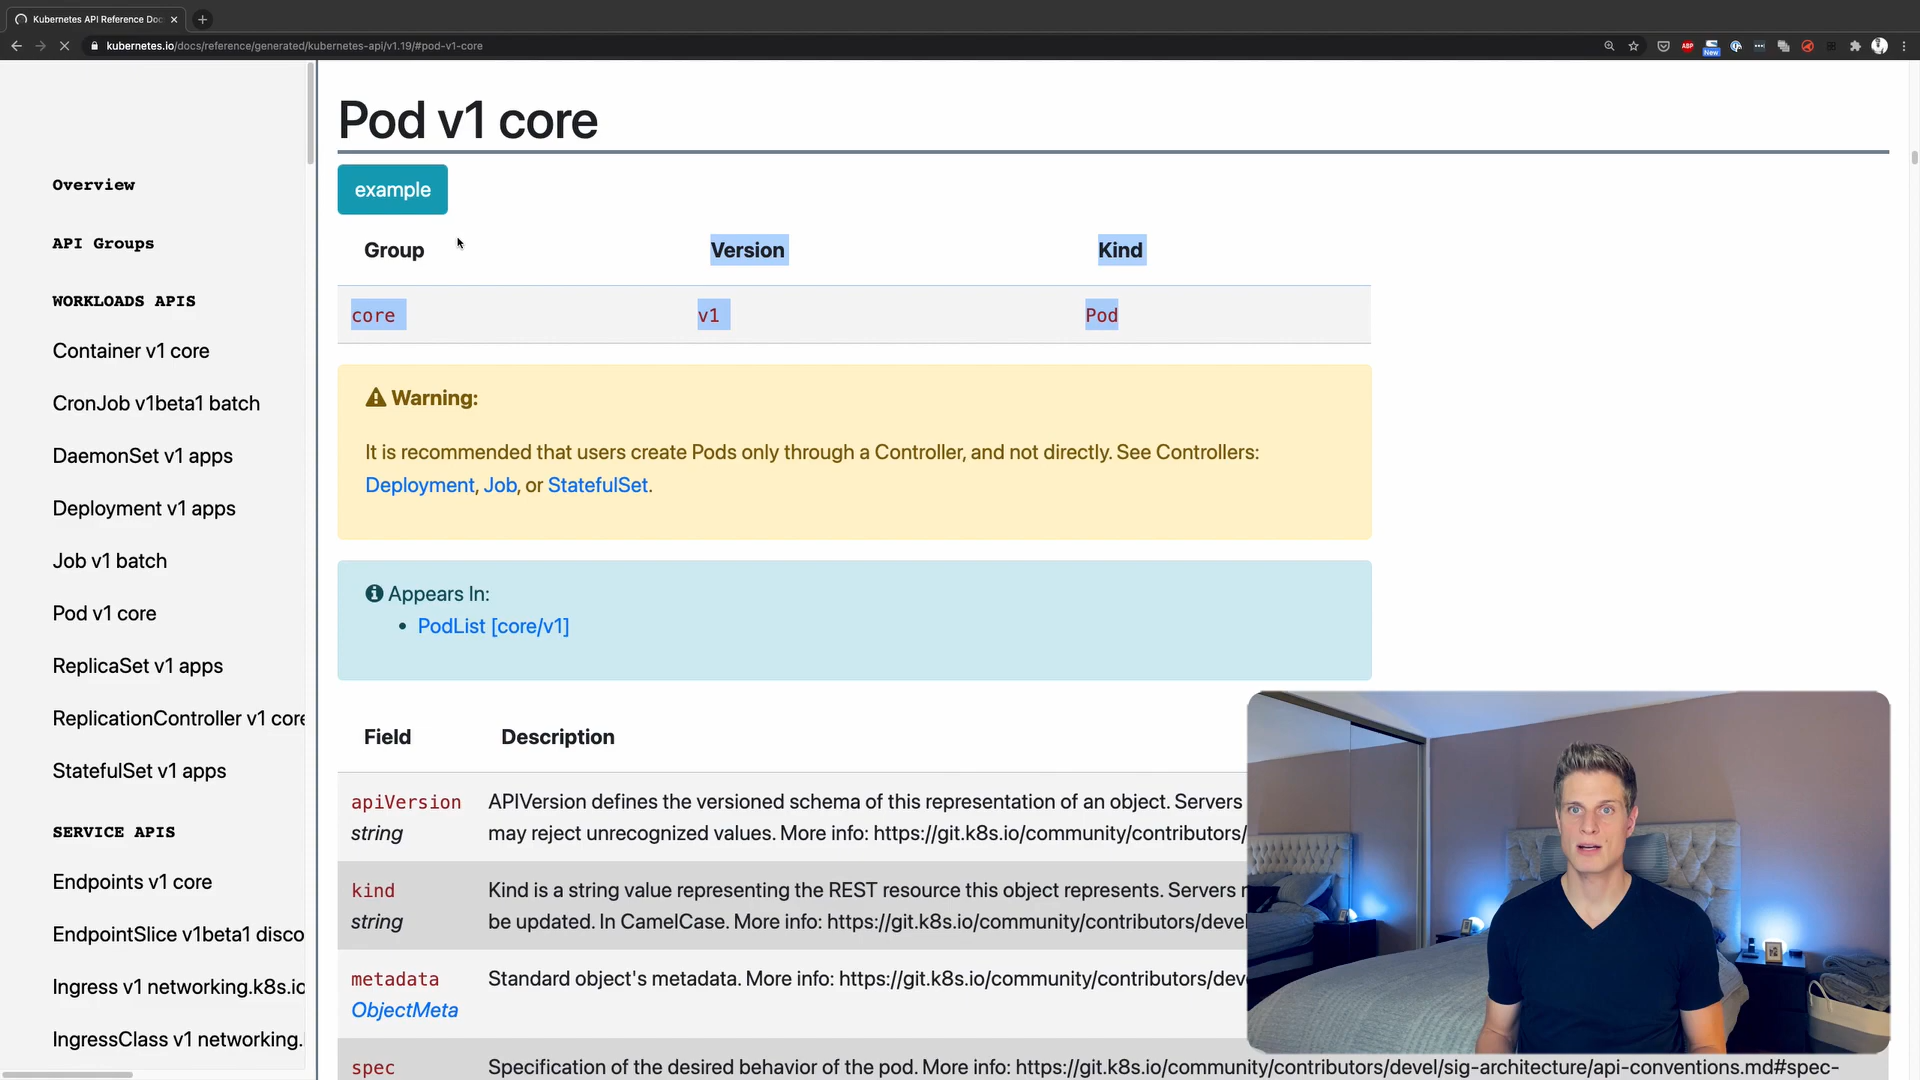 Kubernetes API Reference Doc
kubernetes.io/docs/reference/generated/kubernetes-api/v1.19/#pod-v1-core
ABP
New
Overview
API Groups
WORKLOADS APIS
Container v1 core
CronJob v1beta1 batch
DaemonSet v1 apps
Deployment v1 apps
Job v1 batch
Pod v1 core
ReplicaSet v1 apps
ReplicationController v1 core
StatefulSet v1 apps
SERVICE APIS
Endpoints v1 core
EndpointSlice v1beta1 disco
Ingress v1 networking.k8s.io
IngressClass v1 networking.
Pod v1 core
example
Group Version Kind
core v1 Pod
Warning:
It is recommended that users create Pods only through a Controller, and not directly. See Controllers:
Deployment, Job, or StatefulSet.
Appears In:
• PodList [core/v1]
Field Description
apiVersion APIVersion defines the versioned schema of this representation of an object. Servers
string may reject unrecognized values. More info: https://git.k8s.io/community/contributors/
kind Kind is a string value representing the REST resource this object represents. Servers
string be updated. In CamelCase. More info: https://git.k8s.io/community/contributors/deve
metadata Standard object's metadata. More info: https://git.k8s.io/community/contributors/dev
ObjectMeta
spec Specification of the desired behavior of the pod. More info: https://git.k8s.io/community/contributors/devel/sig-architecture/api-conventions.md#spec-